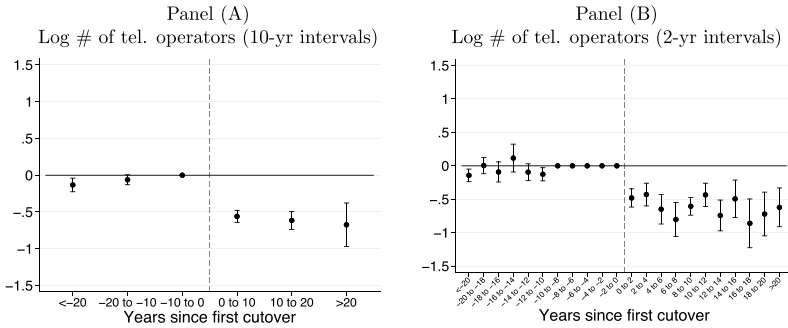 Panel (A)
Log # of tel. operators (10-yr intervals)
1.5
1
.5
0
−.5
−1
−1.5
<−20
−20 to −10
−10 to 0
0 to 10
10 to 20
>20
Years since first cutover
Panel (B)
Log # of tel. operators (2-yr intervals)
1.5
1
.5
0
−.5
−1
−1.5
<−20
−20 to −18
−18 to −16
−16 to −14
−14 to −12
−12 to −10
−10 to −8
−8 to −6
−6 to −4
−4 to −2
−2 to 0
0 to 2
2 to 4
4 to 6
6 to 8
8 to 10
10 to 12
12 to 14
14 to 16
16 to 18
18 to 20
>20
Years since first cutover